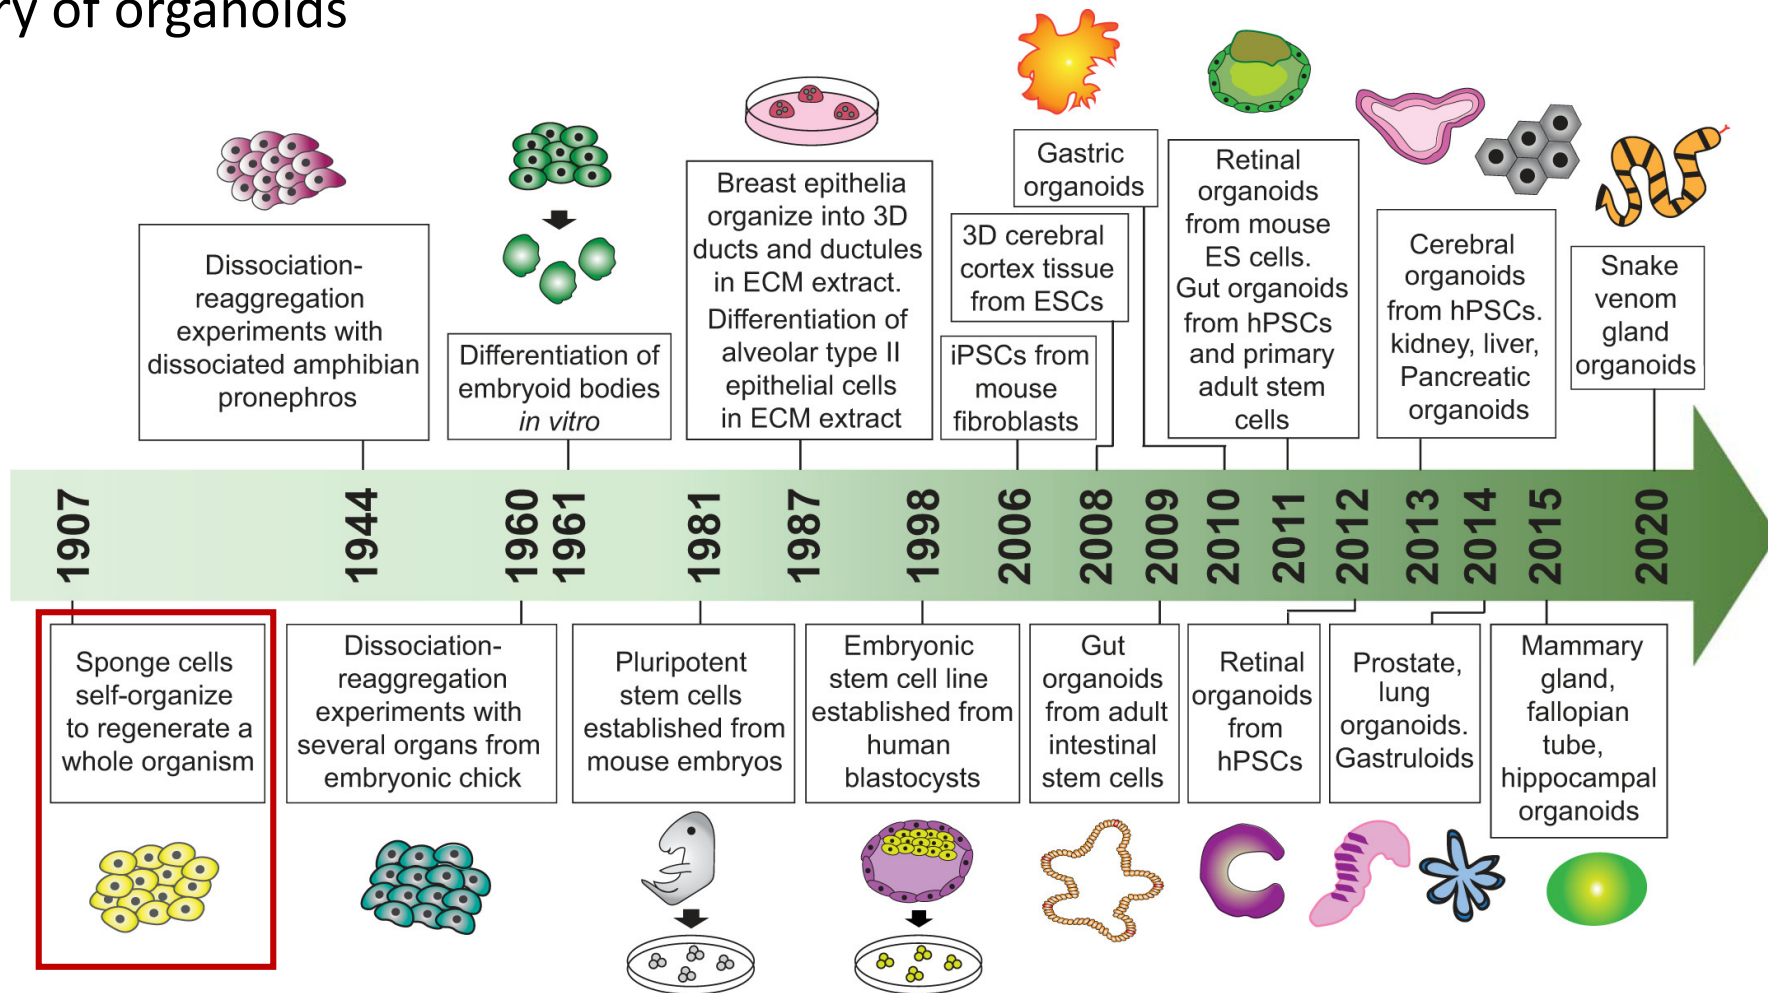 ry of organoids
Dissociation-
reaggregation
experiments with
dissociated amphibian
pronephros
Differentiation of
embryoid bodies
in vitro
Breast epithelia
organize into 3D
ducts and ductules
in ECM extract.
Differentiation of
alveolar type II
epithelial cells
in ECM extract
Gastric
organoids
3D cerebral
cortex tissue
from ESCs
iPSCs from
mouse
fibroblasts
Retinal
organoids
from mouse
ES cells.
Gut organoids
from hPSCs
and primary
adult stem
cells
Cerebral
organoids
from hPSCs.
kidney, liver,
Pancreatic
organoids
Snake
venom
gland
organoids
1907
1944
1960
1961
1981
1987
1998
2006
2008
2009
2010
2011
2012
2013
2014
2015
2020
Sponge cells
self-organize
to regenerate a
whole organism
Dissociation-
reaggregation
experiments with
several organs from
embryonic chick
Pluripotent
stem cells
established from
mouse embryos
Embryonic
stem cell line
established from
human
blastocysts
Gut
organoids
from adult
intestinal
stem cells
Retinal
organoids
from
hPSCs
Prostate,
lung
organoids.
Gastruloids
Mammary
gland,
fallopian
tube,
hippocampal
organoids